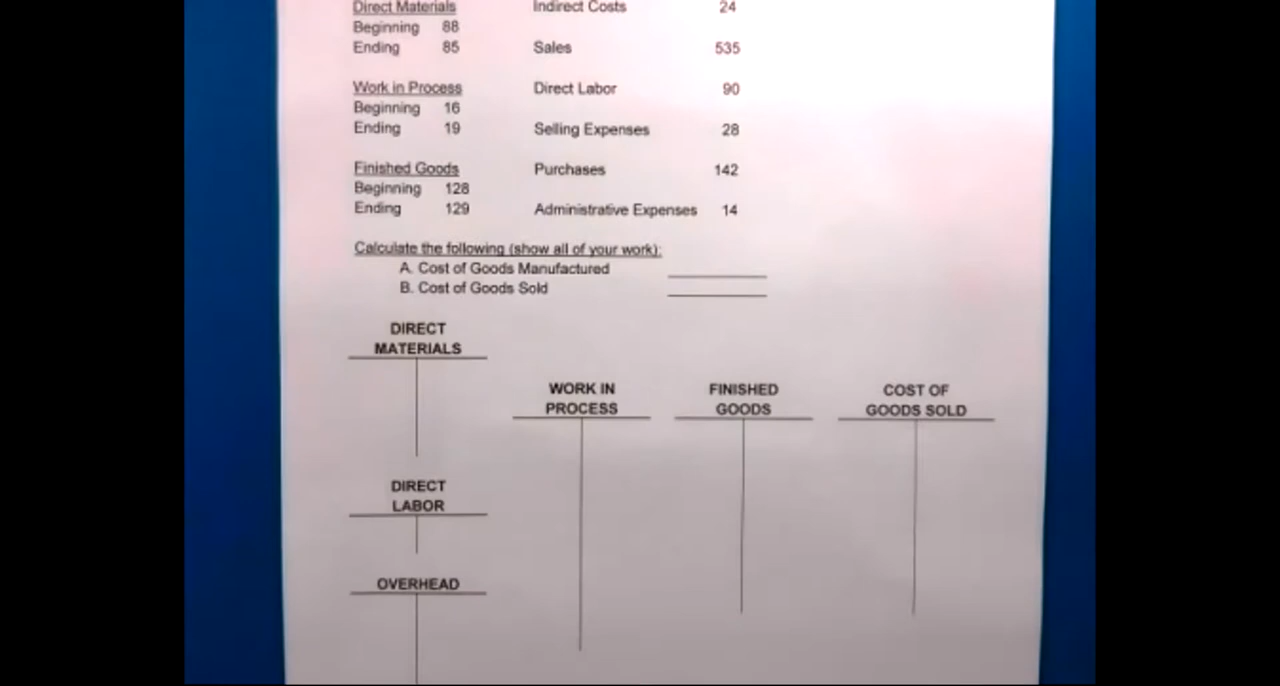 Direct Materials Indirect Costs 24
Beginning 88
Ending 85 Sales 535
Work in Process Direct Labor 90
Beginning 16
Ending 19 Selling Expenses 28
Finished Goods Purchases 142
Beginning 128
Ending 129 Administrative Expenses 14
Calculate the following (show all of your work):
A. Cost of Goods Manufactured
B. Cost of Goods Sold
DIRECT
MATERIALS
WORK IN
PROCESS
FINISHED
GOODS
COST OF
GOODS SOLD
DIRECT
LABOR
OVERHEAD